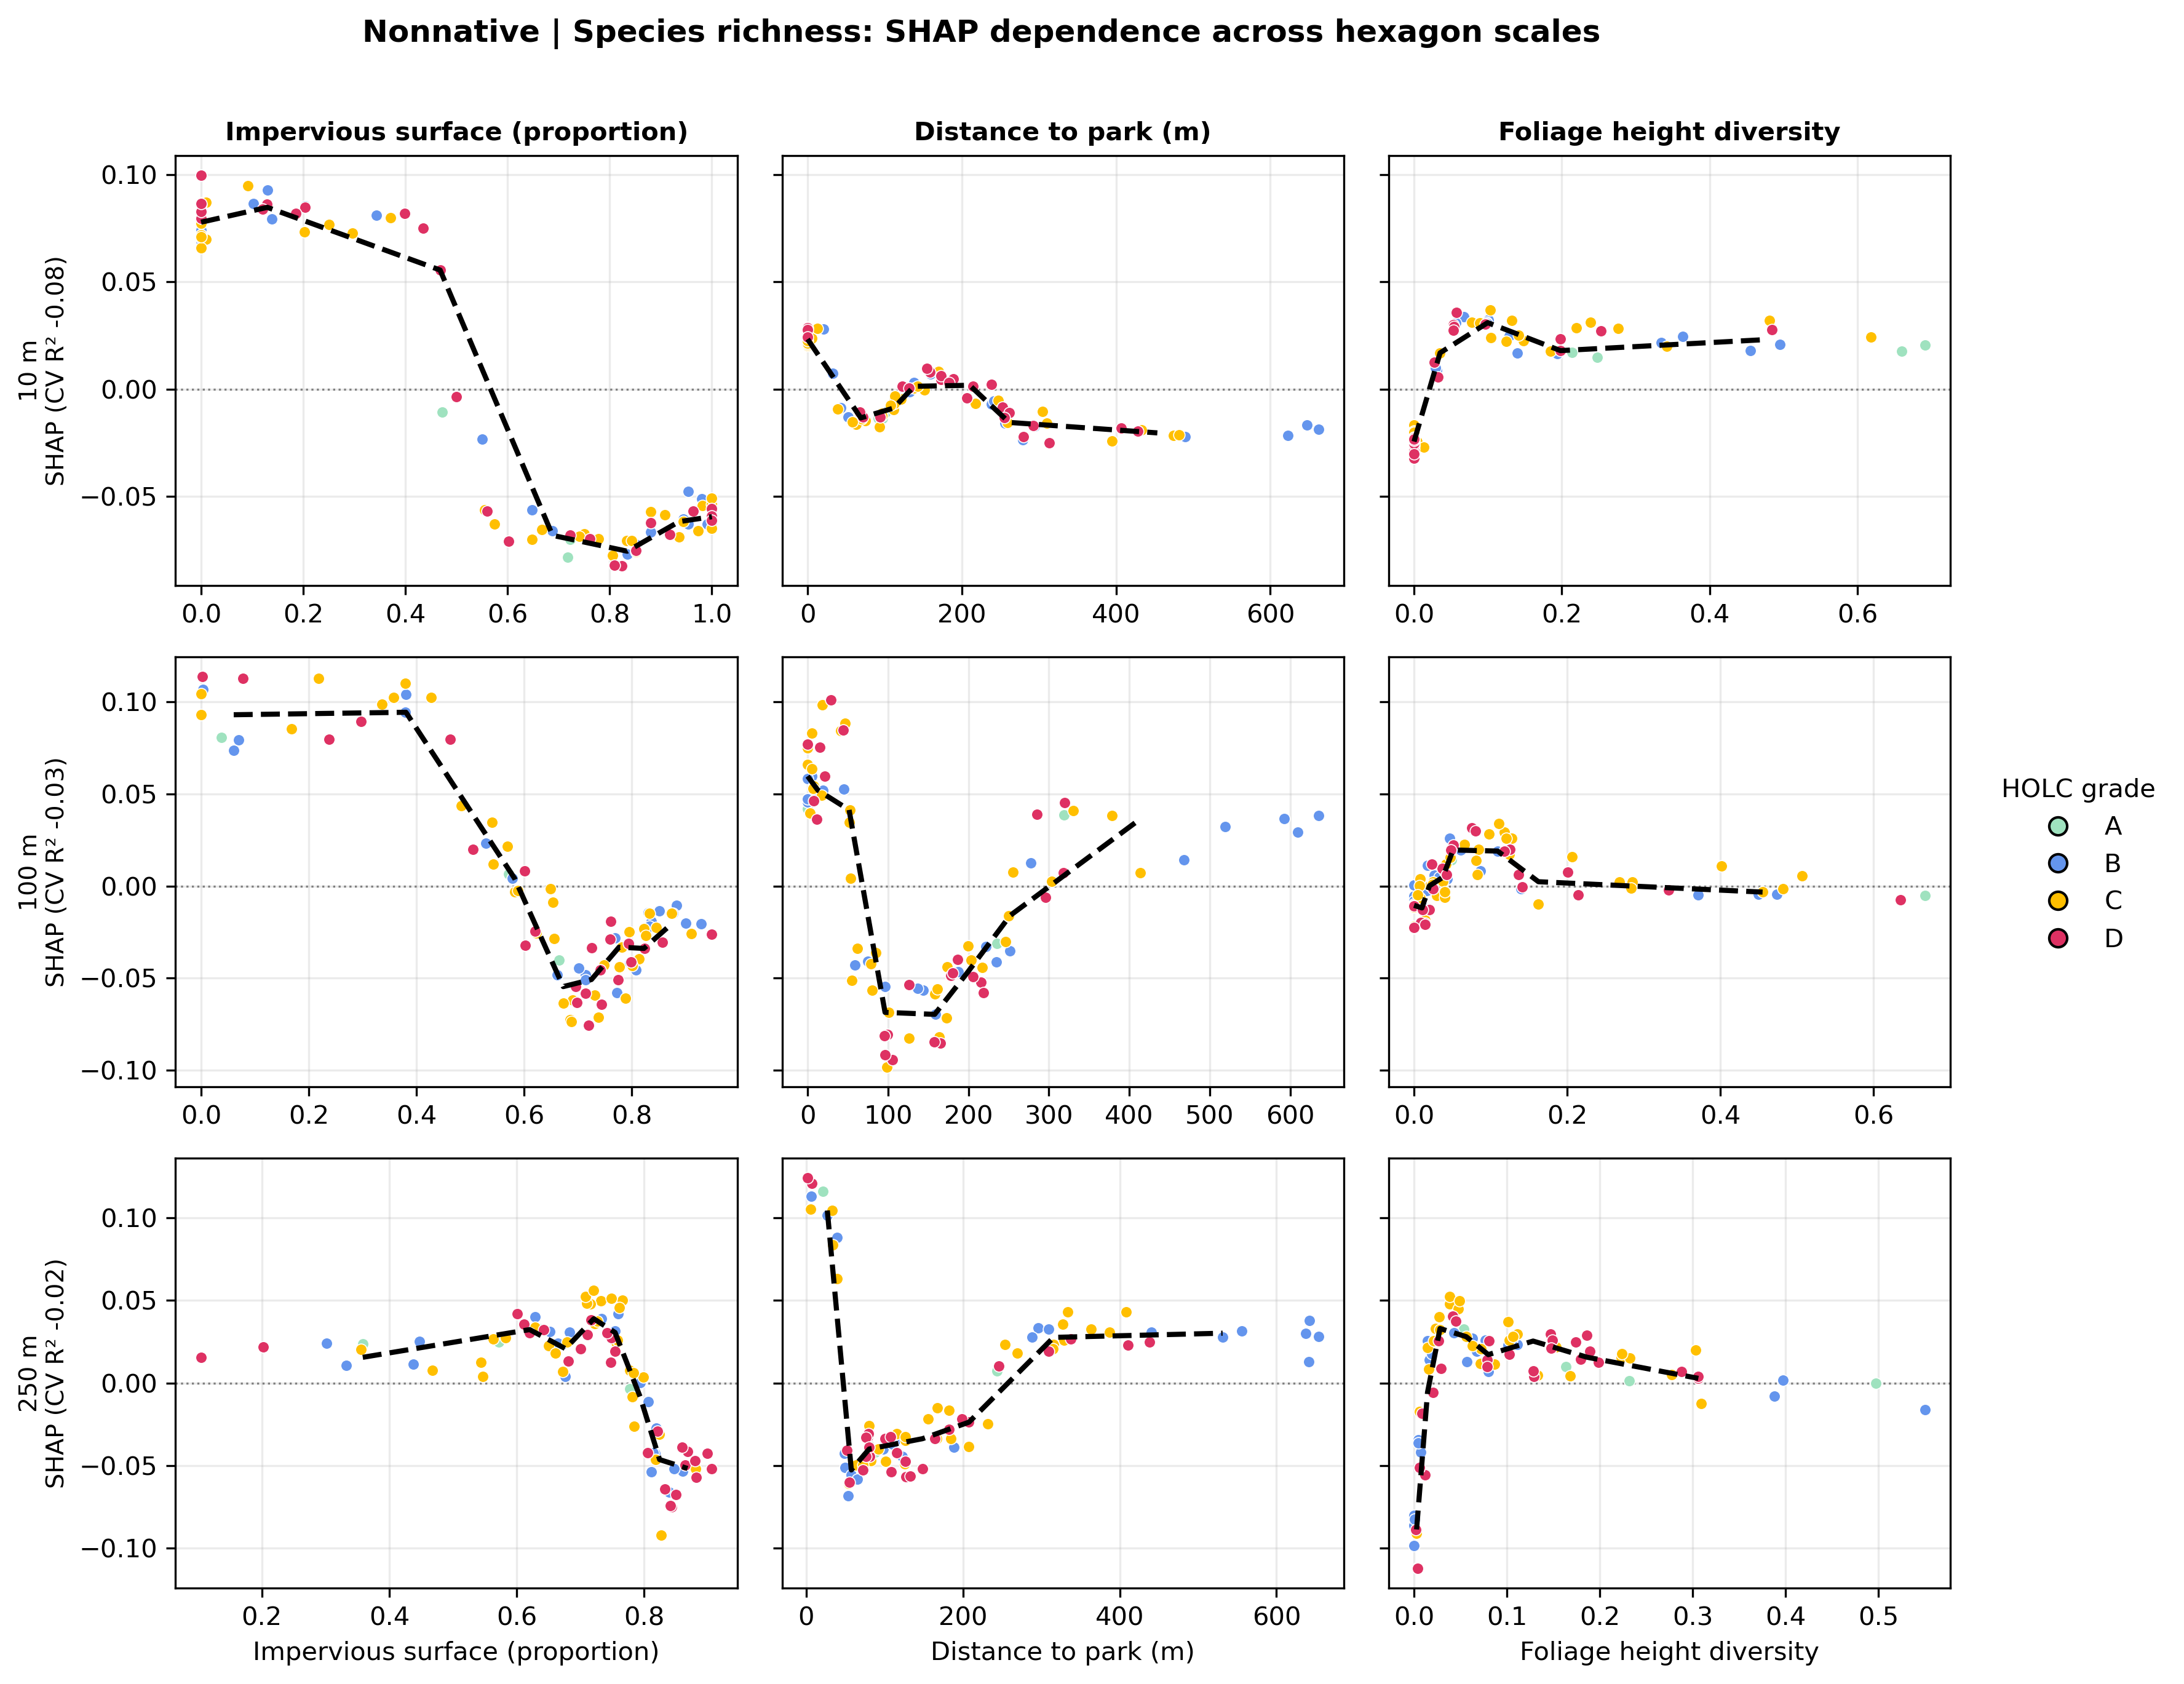 Nonnative | Species richness: SHAP dependence across hexagon scales
Impervious surface (proportion)
Distance to park (m)
Foliage height diversity
10 m
SHAP (CV R² -0.08)
0.10
0.05
0.00
−0.05
0.0 0.2 0.4 0.6 0.8 1.0
0 200 400 600
0.0 0.2 0.4 0.6
100 m
SHAP (CV R² -0.03)
0.10
0.05
0.00
−0.05
−0.10
0.0 0.2 0.4 0.6 0.8
0 100 200 300 400 500 600
0.0 0.2 0.4 0.6
HOLC grade
A
B
C
D
250 m
SHAP (CV R² -0.02)
0.10
0.05
0.00
−0.05
−0.10
0.2 0.4 0.6 0.8
0 200 400 600
0.0 0.1 0.2 0.3 0.4 0.5
Impervious surface (proportion)
Distance to park (m)
Foliage height diversity